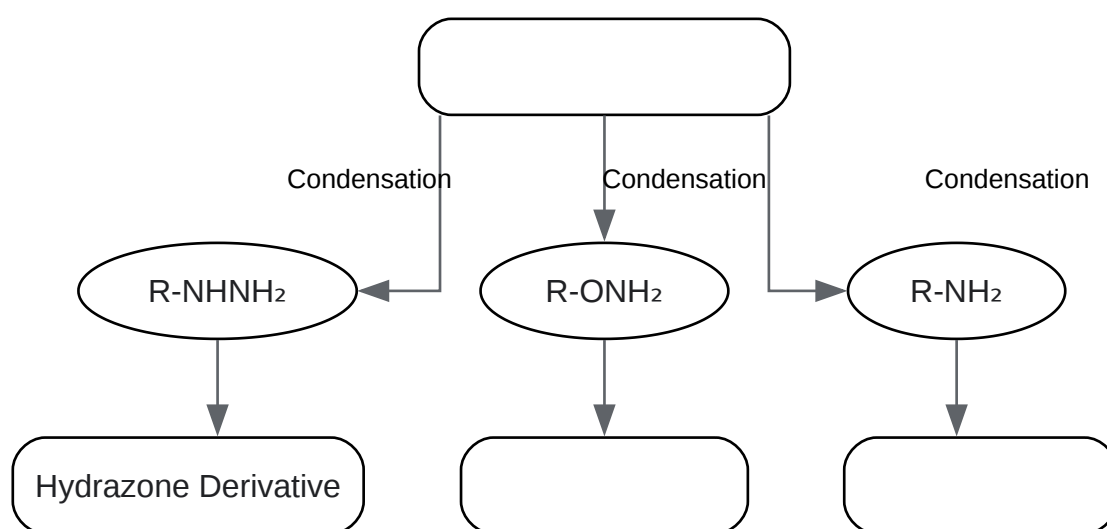 Condensation
Condensation
Condensation
R-NHNH₂
R-ONH₂
R-NH₂
Hydrazone Derivative